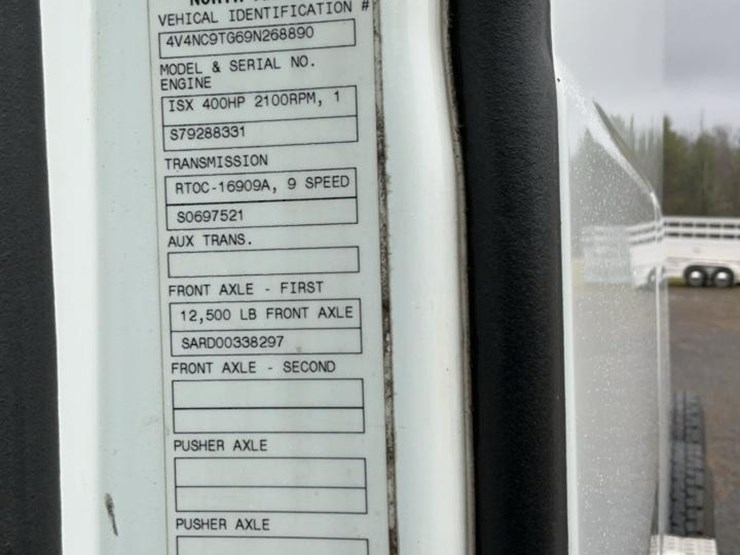 VEHICAL IDENTIFICATION #
4V4NC9TG69N268890
MODEL & SERIAL NO.
ENGINE
ISX 400HP 2100RPM, 1
S79288331
TRANSMISSION
RTOC-16909A, 9 SPEED
S0697521
AUX TRANS.
FRONT AXLE - FIRST
12,500 LB FRONT AXLE
SARD00338297
FRONT AXLE - SECOND
PUSHER AXLE
PUSHER AXLE